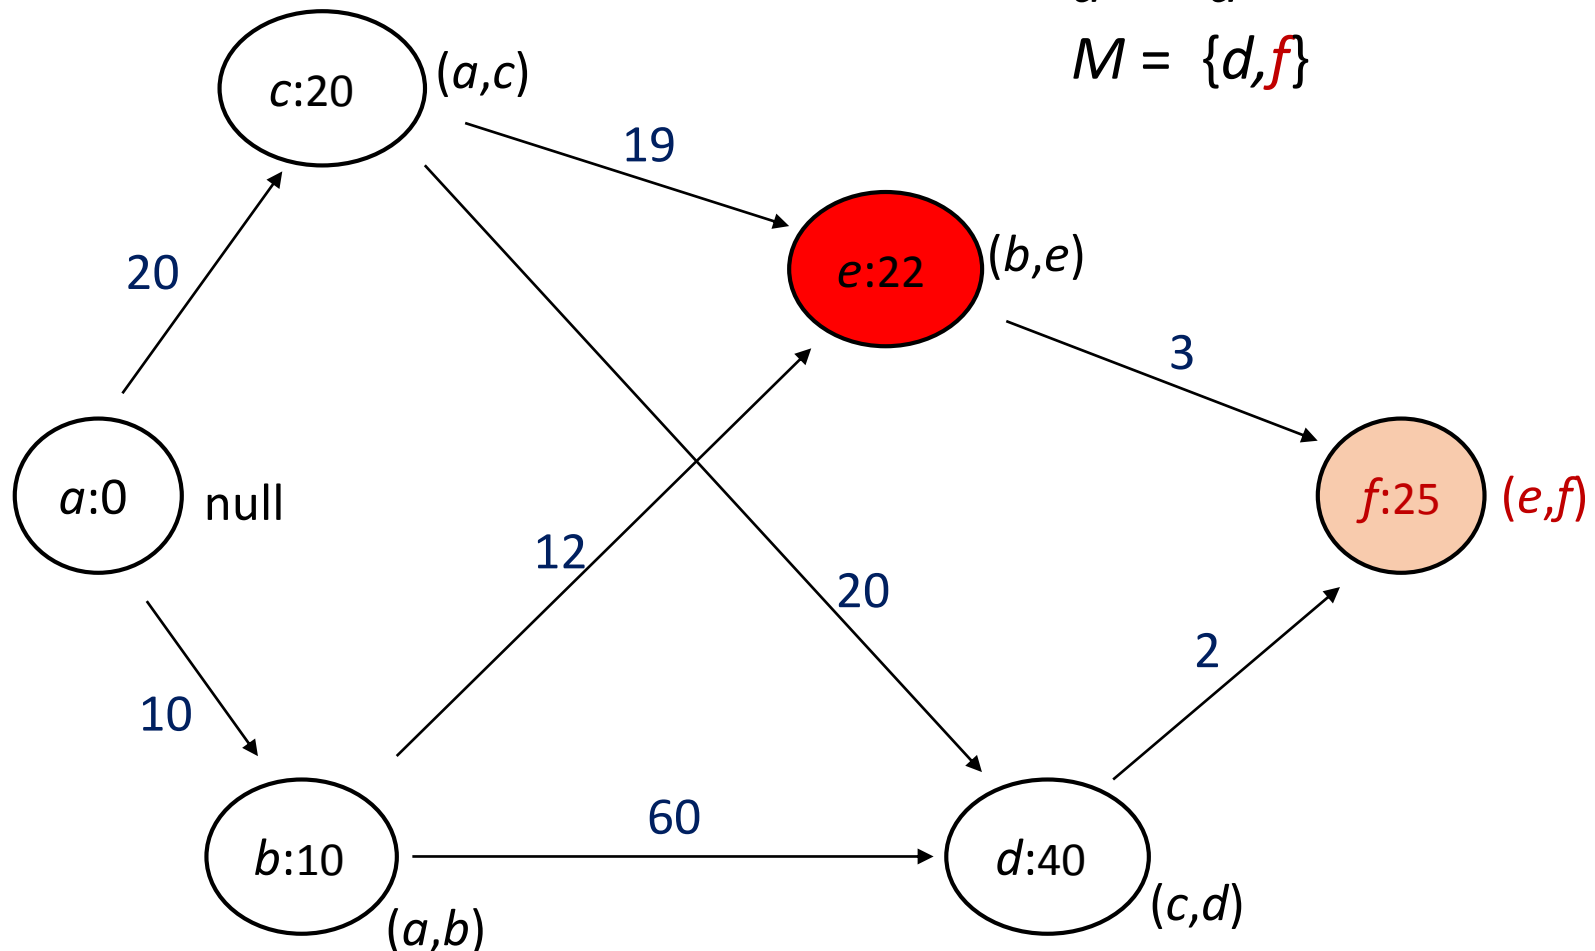 M = {d,f}
c:20
(a,c)
19
20
e:22
(b,e)
3
a:0
null
f:25
(e,f)
12
20
2
10
60
b:10
(a,b)
d:40
(c,d)